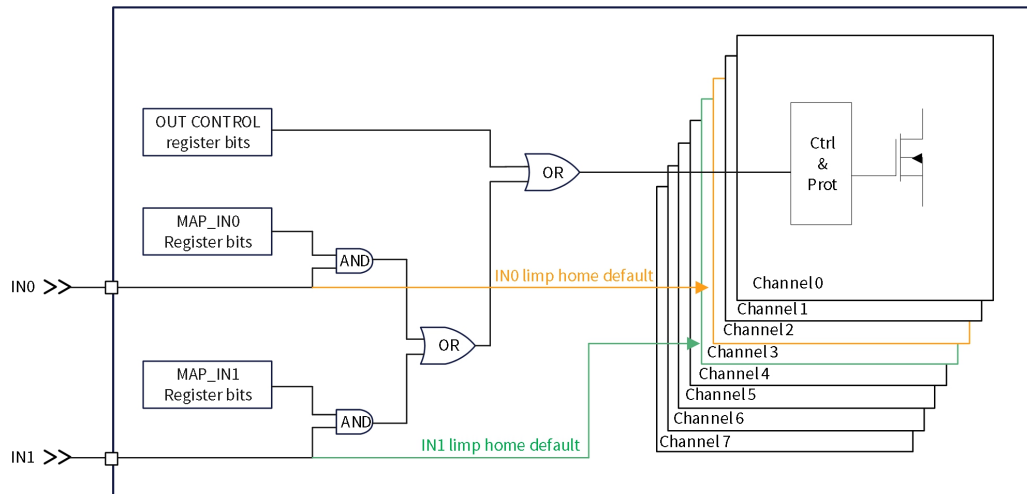 OUT CONTROL
register bits
OR
Ctrl
&
Prot
MAP_IN0
Register bits
AND
IN0
IN0 limp home default
Channel 0
Channel 1
Channel 2
OR
Channel 3
MAP_IN1
Register bits
Channel 4
Channel 5
AND
Channel 6
IN1 limp home default
Channel 7
IN1